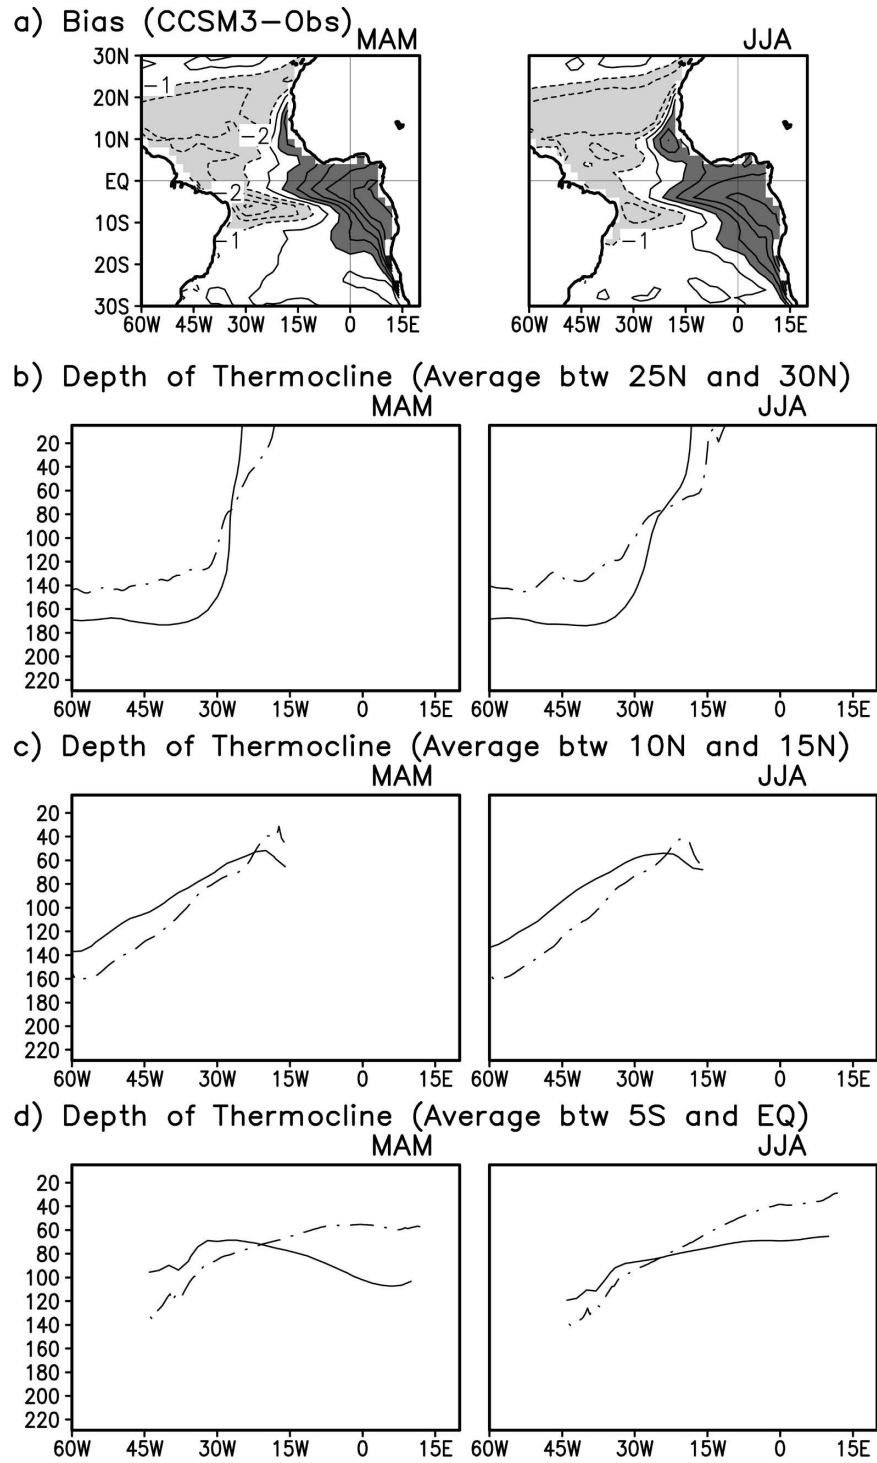 a) Bias (CCSM3-Obs)
MAM JJA
30N
20N
10N
EQ
10S
20S
30S
-1
-2
-2
-1
-1
60W 45W 30W 15W 0 15E 60W 45W 30W 15W 0 15E
b) Depth of Thermocline (Average btw 25N and 30N)
MAM JJA
20
40
60
80
100
120
140
160
180
200
220
60W 45W 30W 15W 0 15E 60W 45W 30W 15W 0 15E
c) Depth of Thermocline (Average btw 10N and 15N)
MAM JJA
20
40
60
80
100
120
140
160
180
200
220
60W 45W 30W 15W 0 15E 60W 45W 30W 15W 0 15E
d) Depth of Thermocline (Average btw 5S and EQ)
MAM JJA
20
40
60
80
100
120
140
160
180
200
220
60W 45W 30W 15W 0 15E 60W 45W 30W 15W 0 15E